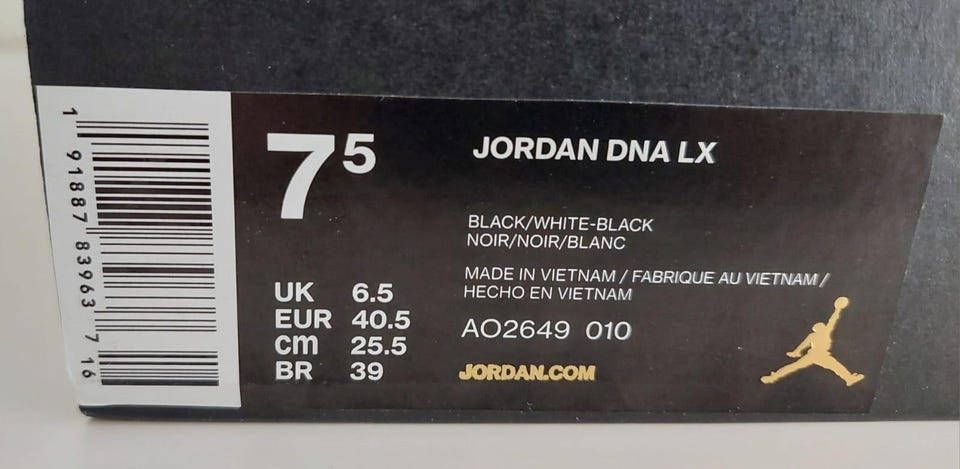 1 91887 83963 7 16
7 5
UK 6.5
EUR 40.5
cm 25.5
BR 39
JORDAN DNA LX
BLACK/WHITE-BLACK
NOIR/NOIR/BLANC
MADE IN VIETNAM / FABRIQUE AU VIETNAM /
HECHO EN VIETNAM
AO2649 010
JORDAN.COM